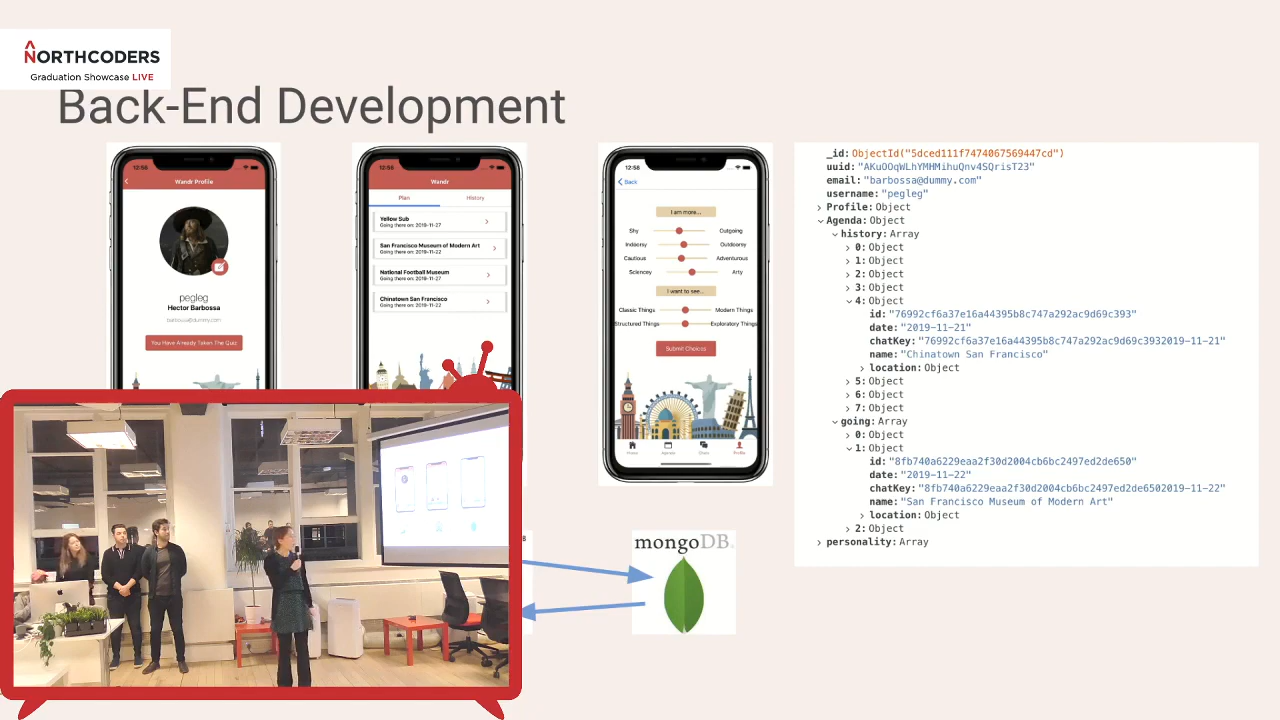 NORTHCODERS
Graduation Showcase LIVE
Back-End Development
12:56
Wandr Profile
pegleg
Hector Barbossa
barbossa@dummy.com
You Have Already Taken The Quiz
12:56
Wandr
Plan
History
Yellow Sub
Going there on: 2019-11-27
San Francisco Museum of Modern Art
Going there on: 2019-11-22
National Football Museum
Going there on: 2019-11-27
Chinatown San Francisco
Going there on: 2019-11-22
12:58
Back
I am more...
Shy
Outgoing
Indoorsy
Outdoorsy
Cautious
Adventurous
Sciencey
Arty
I want to see...
Classic Things
Modern Things
Structured Things
Exploratory Things
Submit Choices
Home
Agenda
Chats
Profile
_id: ObjectId("5dced111f7474067569447cd")
uuid: "AKuOOqWLhYMHM1huQnv4SQrisT23"
email: "barbossa@dummy.com"
username: "pegleg"
Profile: Object
Agenda: Object
history: Array
0: Object
1: Object
2: Object
3: Object
4: Object
id: "76992cf6a37e16a44395b8c747a292ac9d69c393"
date: "2019-11-21"
chatKey: "76992cf6a37e16a44395b8c747a292ac9d69c3932019-11-21"
name: "Chinatown San Francisco"
location: Object
5: Object
6: Object
7: Object
going: Array
0: Object
1: Object
id: "8fb740a6229eaa2f30d2004cb6bc2497ed2de650"
date: "2019-11-22"
chatKey: "8fb740a6229eaa2f30d2004cb6bc2497ed2de6502019-11-22"
name: "San Francisco Museum of Modern Art"
location: Object
2: Object
personality: Array
mongoDB.